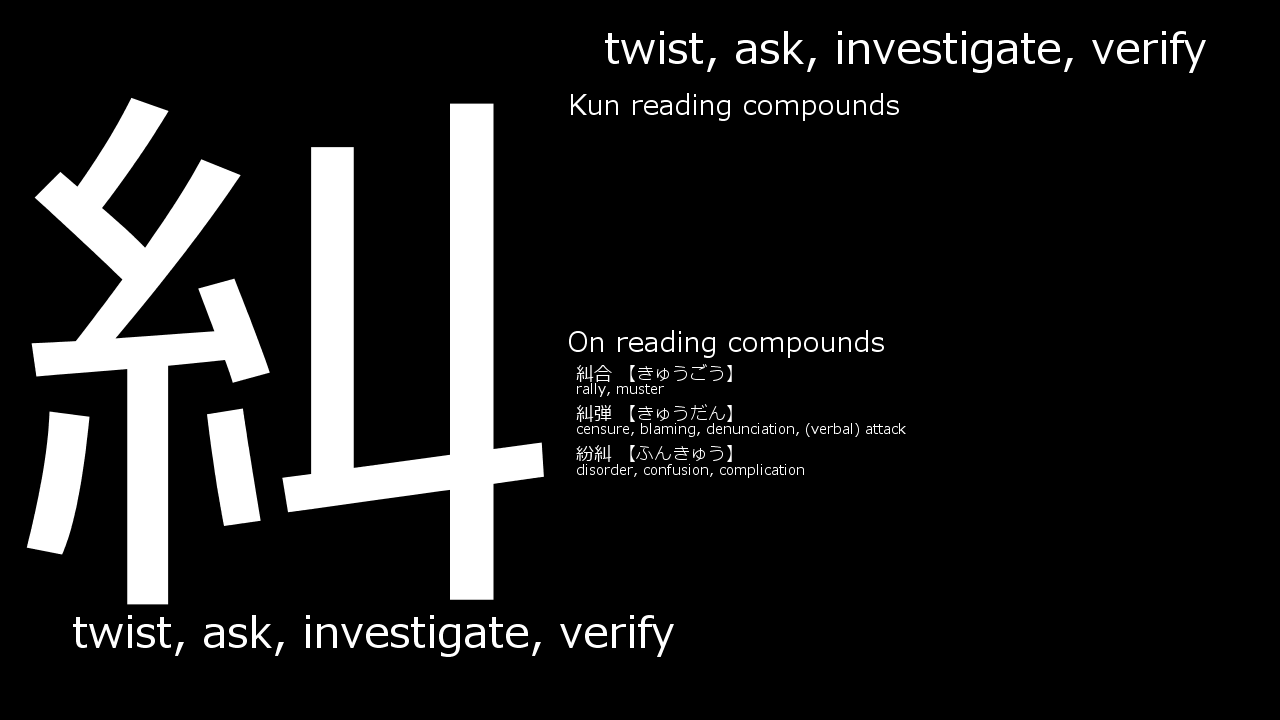 糾
twist, ask, investigate, verify
twist, ask, investigate, verify
Kun reading compounds
On reading compounds
糾合 【きゅうごう】
rally, muster
糾弾 【きゅうだん】
censure, blaming, denunciation, (verbal) attack
紛糾 【ふんきゅう】
disorder, confusion, complication